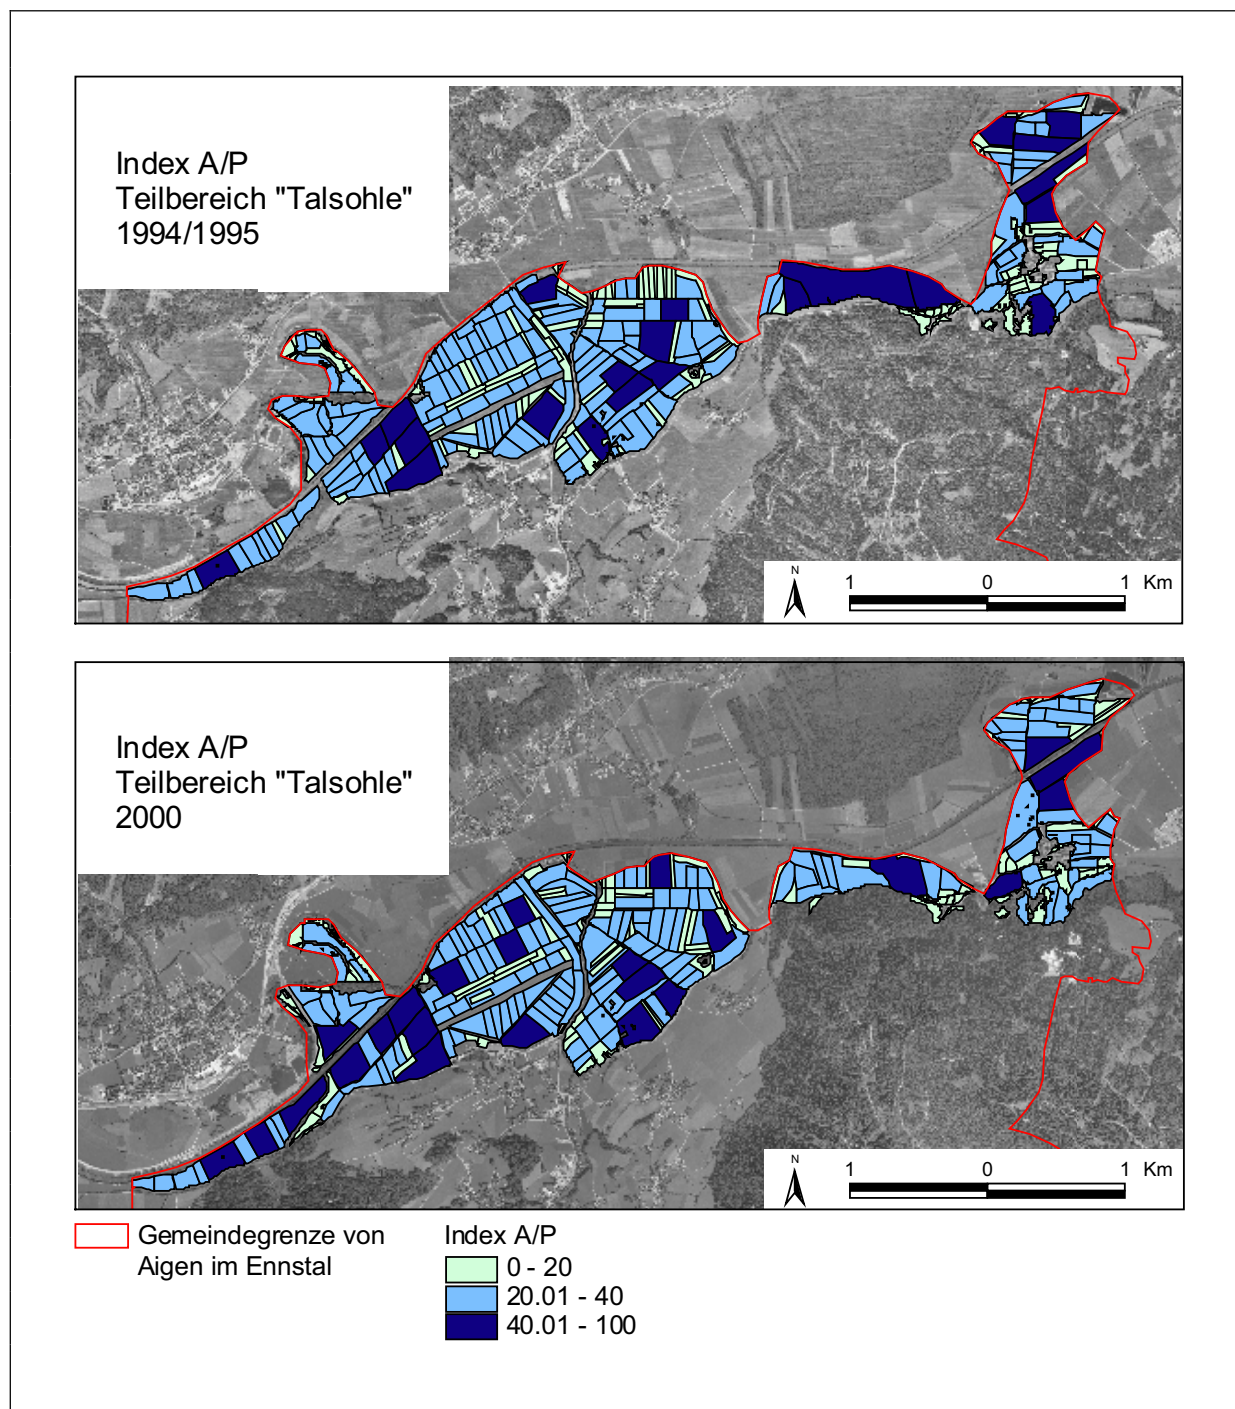 Index A/P
Teilbereich "Talsohle"
1994/1995
N
1 0 1 Km
Index A/P
Teilbereich "Talsohle"
2000
N
1 0 1 Km
Gemeindegrenze von
Aigen im Ennstal
Index A/P
0 - 20
20.01 - 40
40.01 - 100